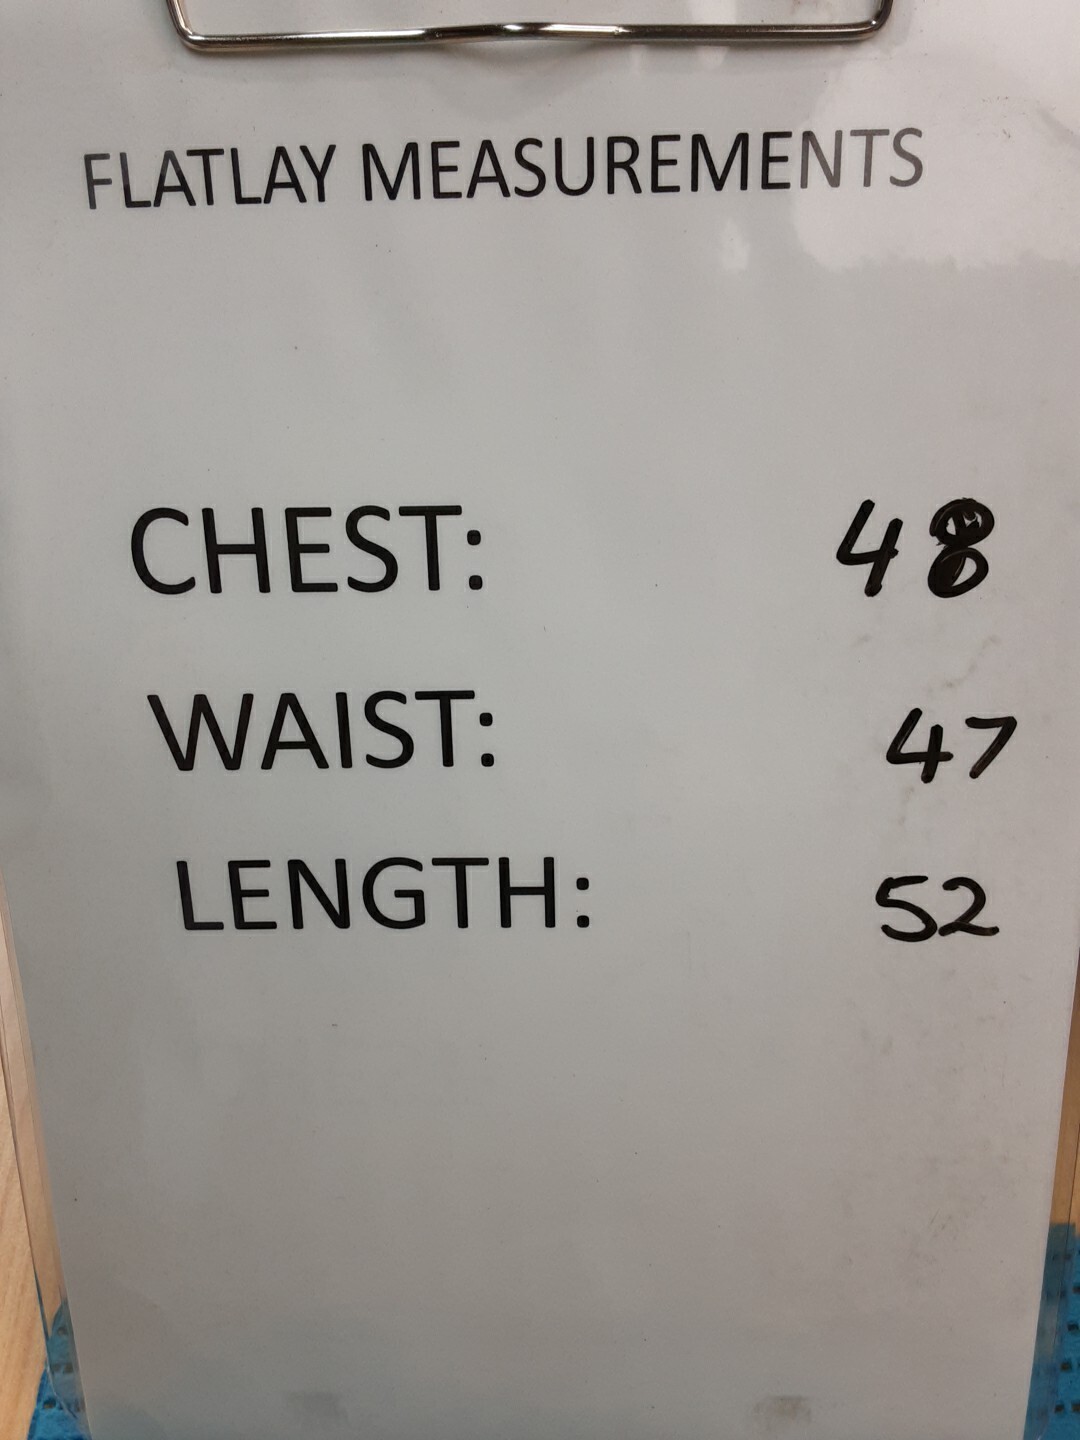 FLATLAY MEASUREMENTS
CHEST: 48
WAIST: 47
LENGTH: 52